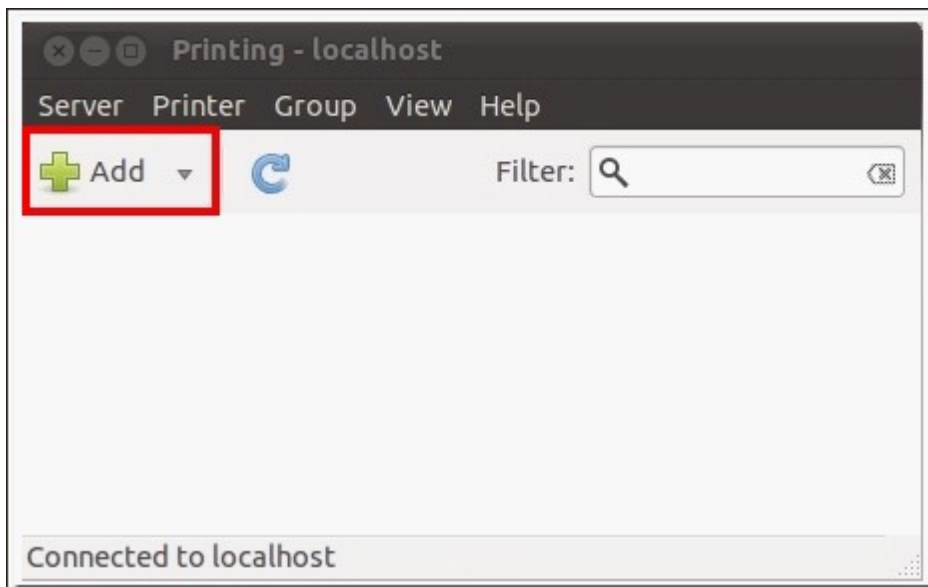 Printing - localhost
Server Printer Group View Help
Add Filter:
Connected to localhost